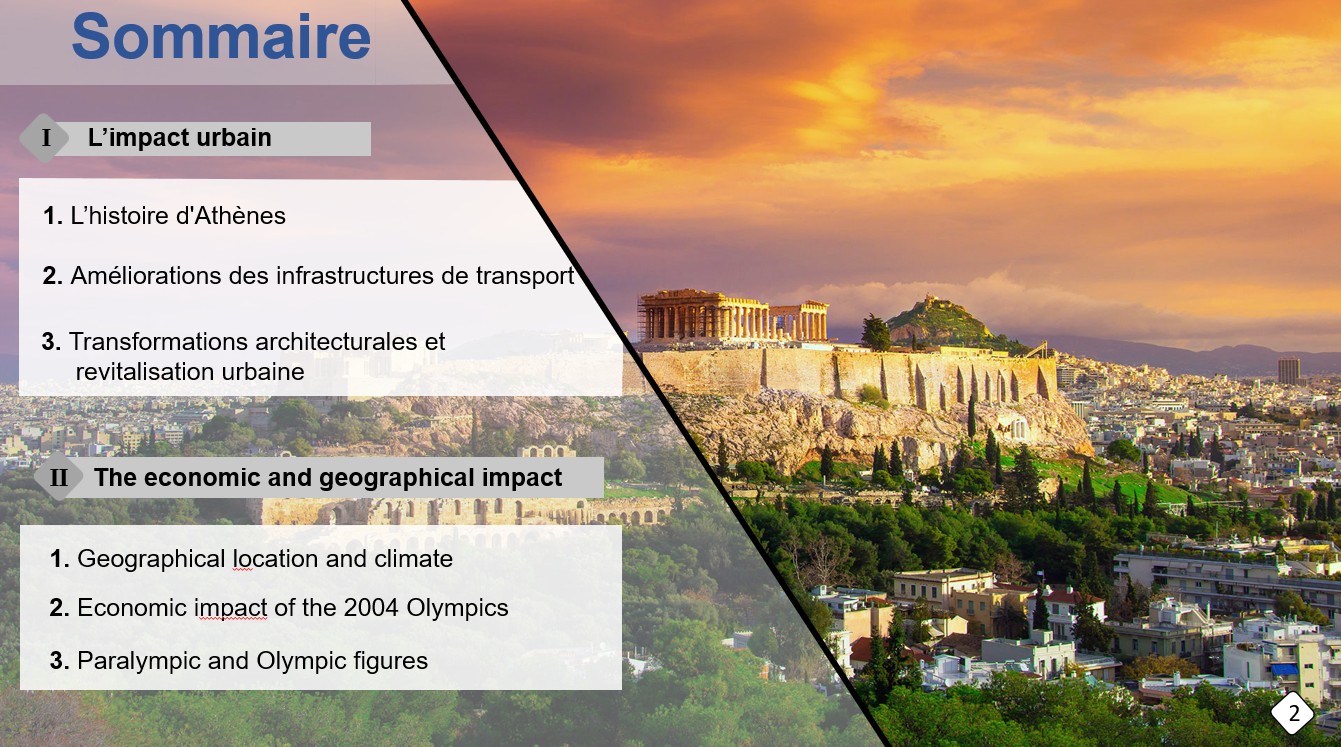 Sommaire
I L’impact urbain
1. L’histoire d'Athènes
2. Améliorations des infrastructures de transport
3. Transformations architecturales et
revitalisation urbaine
II The economic and geographical impact
1. Geographical location and climate
2. Economic impact of the 2004 Olympics
3. Paralympic and Olympic figures
2